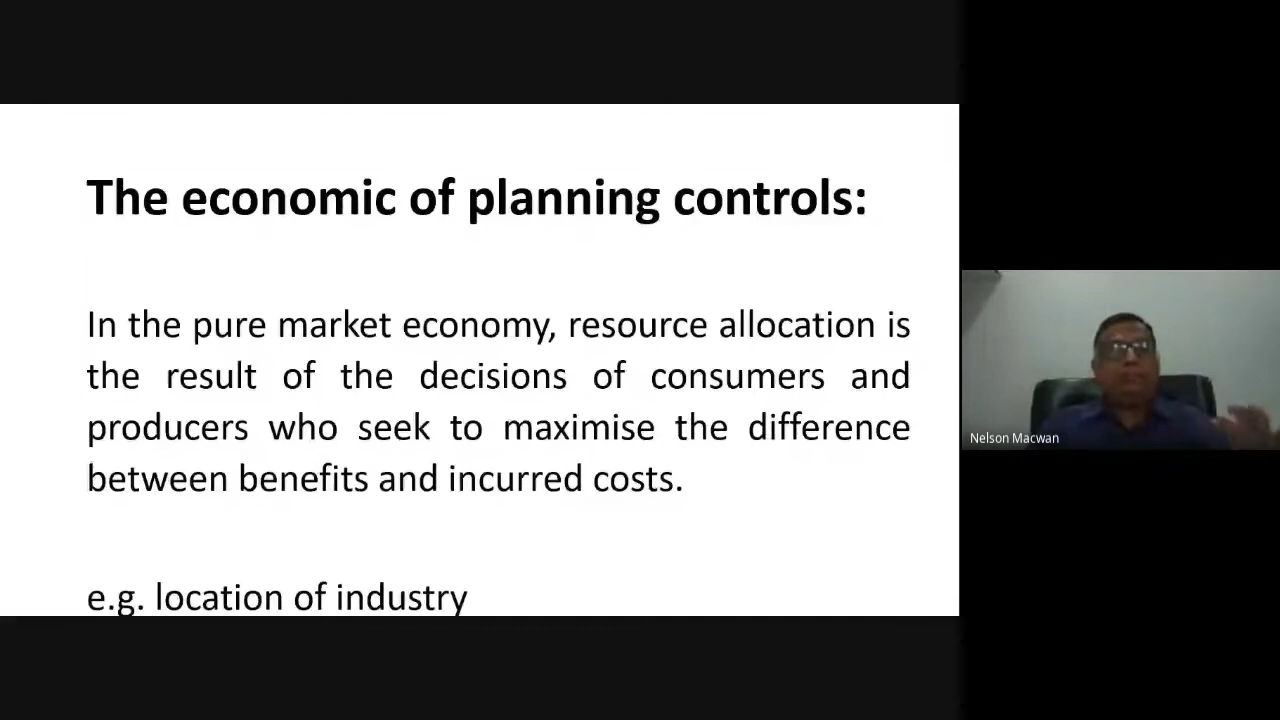 The economic of planning controls:
In the pure market economy, resource allocation is
the result of the decisions of consumers and
producers who seek to maximise the difference
between benefits and incurred costs.
e.g. location of industry
Nelson Macwan